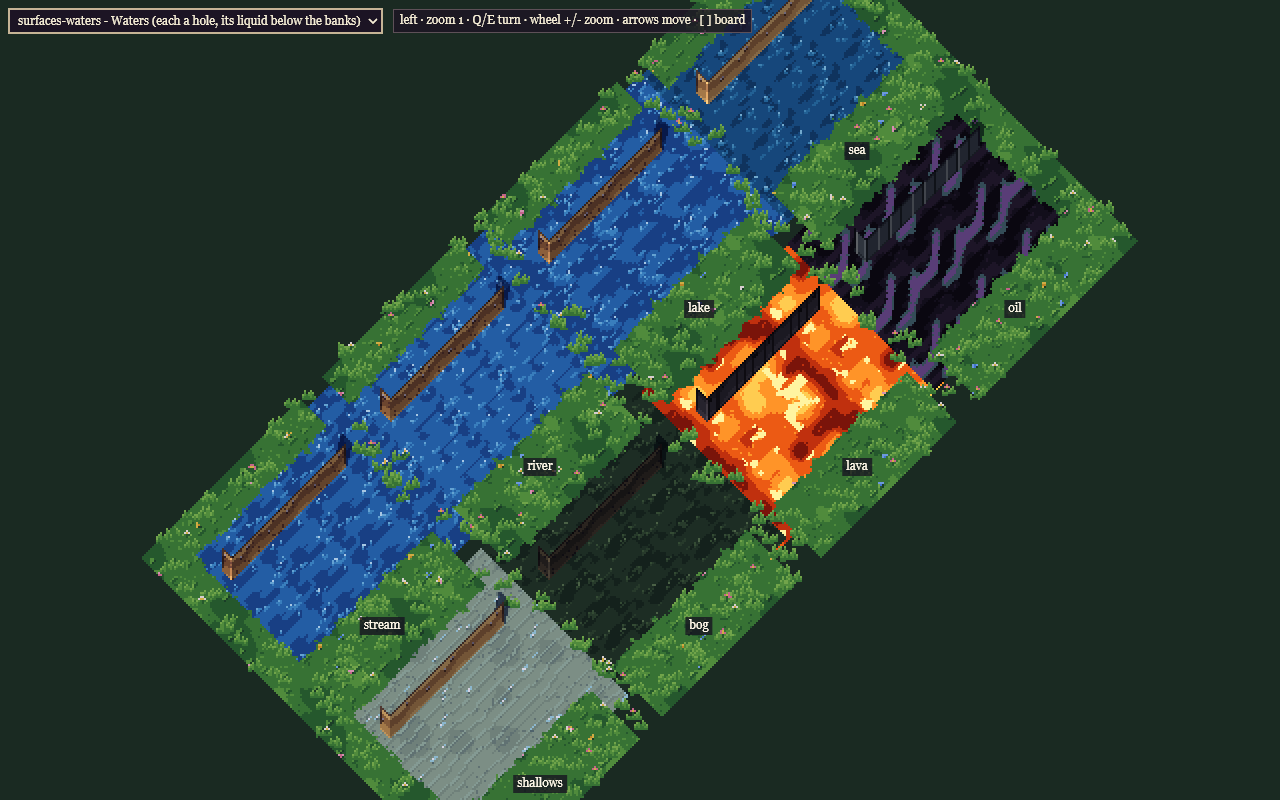 surfaces-waters - Waters (each a hole, its liquid below the banks)
left · zoom 1 · Q/E turn · wheel +/- zoom · arrows move · [ ] board
sea
lake
oil
river
lava
stream
bog
shallows